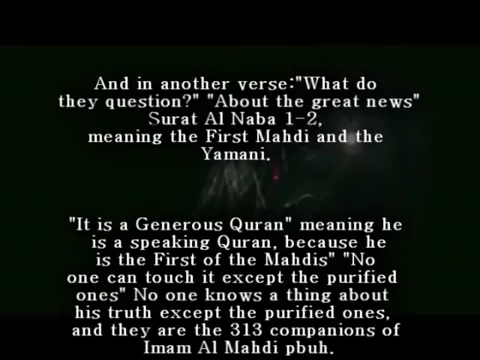 And in another verse:"What do
they question?" "About the great news"
Surat Al Naba 1-2,
meaning the First Mahdi and the
Yamani.
"It is a Generous Quran" meaning he
is a speaking Quran, because he
is the First of the Mahdis" "No
one can touch it except the purified
ones" No one knows a thing about
his truth except the purified ones,
and they are the 313 companions of
Imam Al Mahdi pbuh.